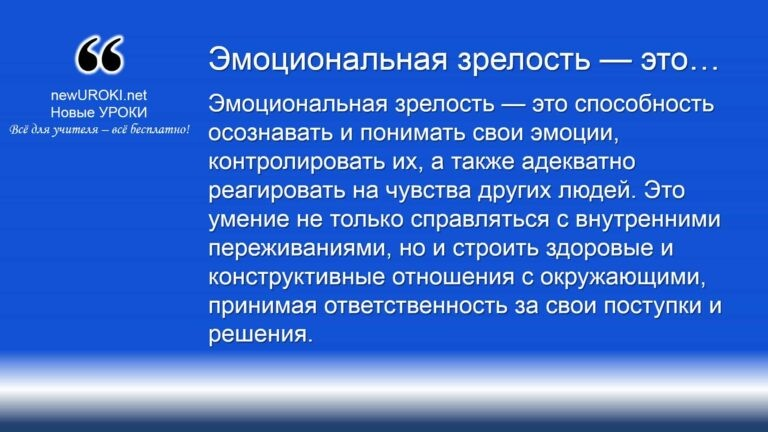 ❝
newUROKI.net
Новые УРОКИ
Всё для учителя – всё бесплатно!
Эмоциональная зрелость — это…
Эмоциональная зрелость — это способность
осознавать и понимать свои эмоции,
контролировать их, а также адекватно
реагировать на чувства других людей. Это
умение не только справляться с внутренними
переживаниями, но и строить здоровые и
конструктивные отношения с окружающими,
принимая ответственность за свои поступки и
решения.